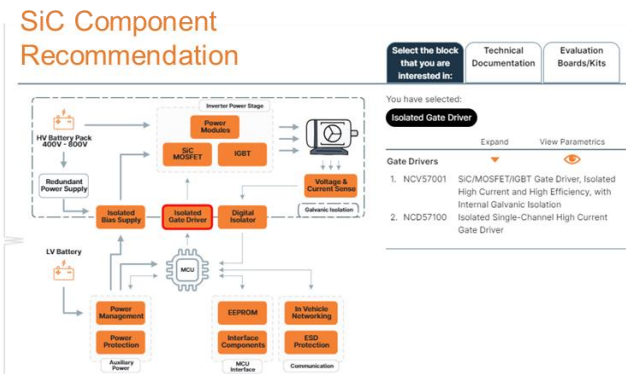 SiC Component
Recommendation
Select the block
that you are
interested in:
Technical
Documentation
Evaluation
Boards/Kits
You have selected:
Isolated Gate Driver
Expand
View Parametrics
Gate Drivers
1. NCV57001 SiC/MOSFET/IGBT Gate Driver, Isolated
High Current and High Efficiency, with
Internal Galvanic Isolation
2. NCD57100 Isolated Single-Channel High Current
Gate Driver
Inverter Power Stage
Power
Modules
SiC
MOSFET
IGBT
HV Battery Pack
400V - 800V
Redundant
Power Supply
Voltage &
Current Sense
Galvanic Isolation
Isolated
Bias Supply
Isolated
Gate Driver
Digital
Isolator
LV Battery
MCU
Power
Management
Power
Protection
Auxiliary
Power
EEPROM
Interface
Components
MCU
Interface
In Vehicle
Networking
ESD
Protection
Communication